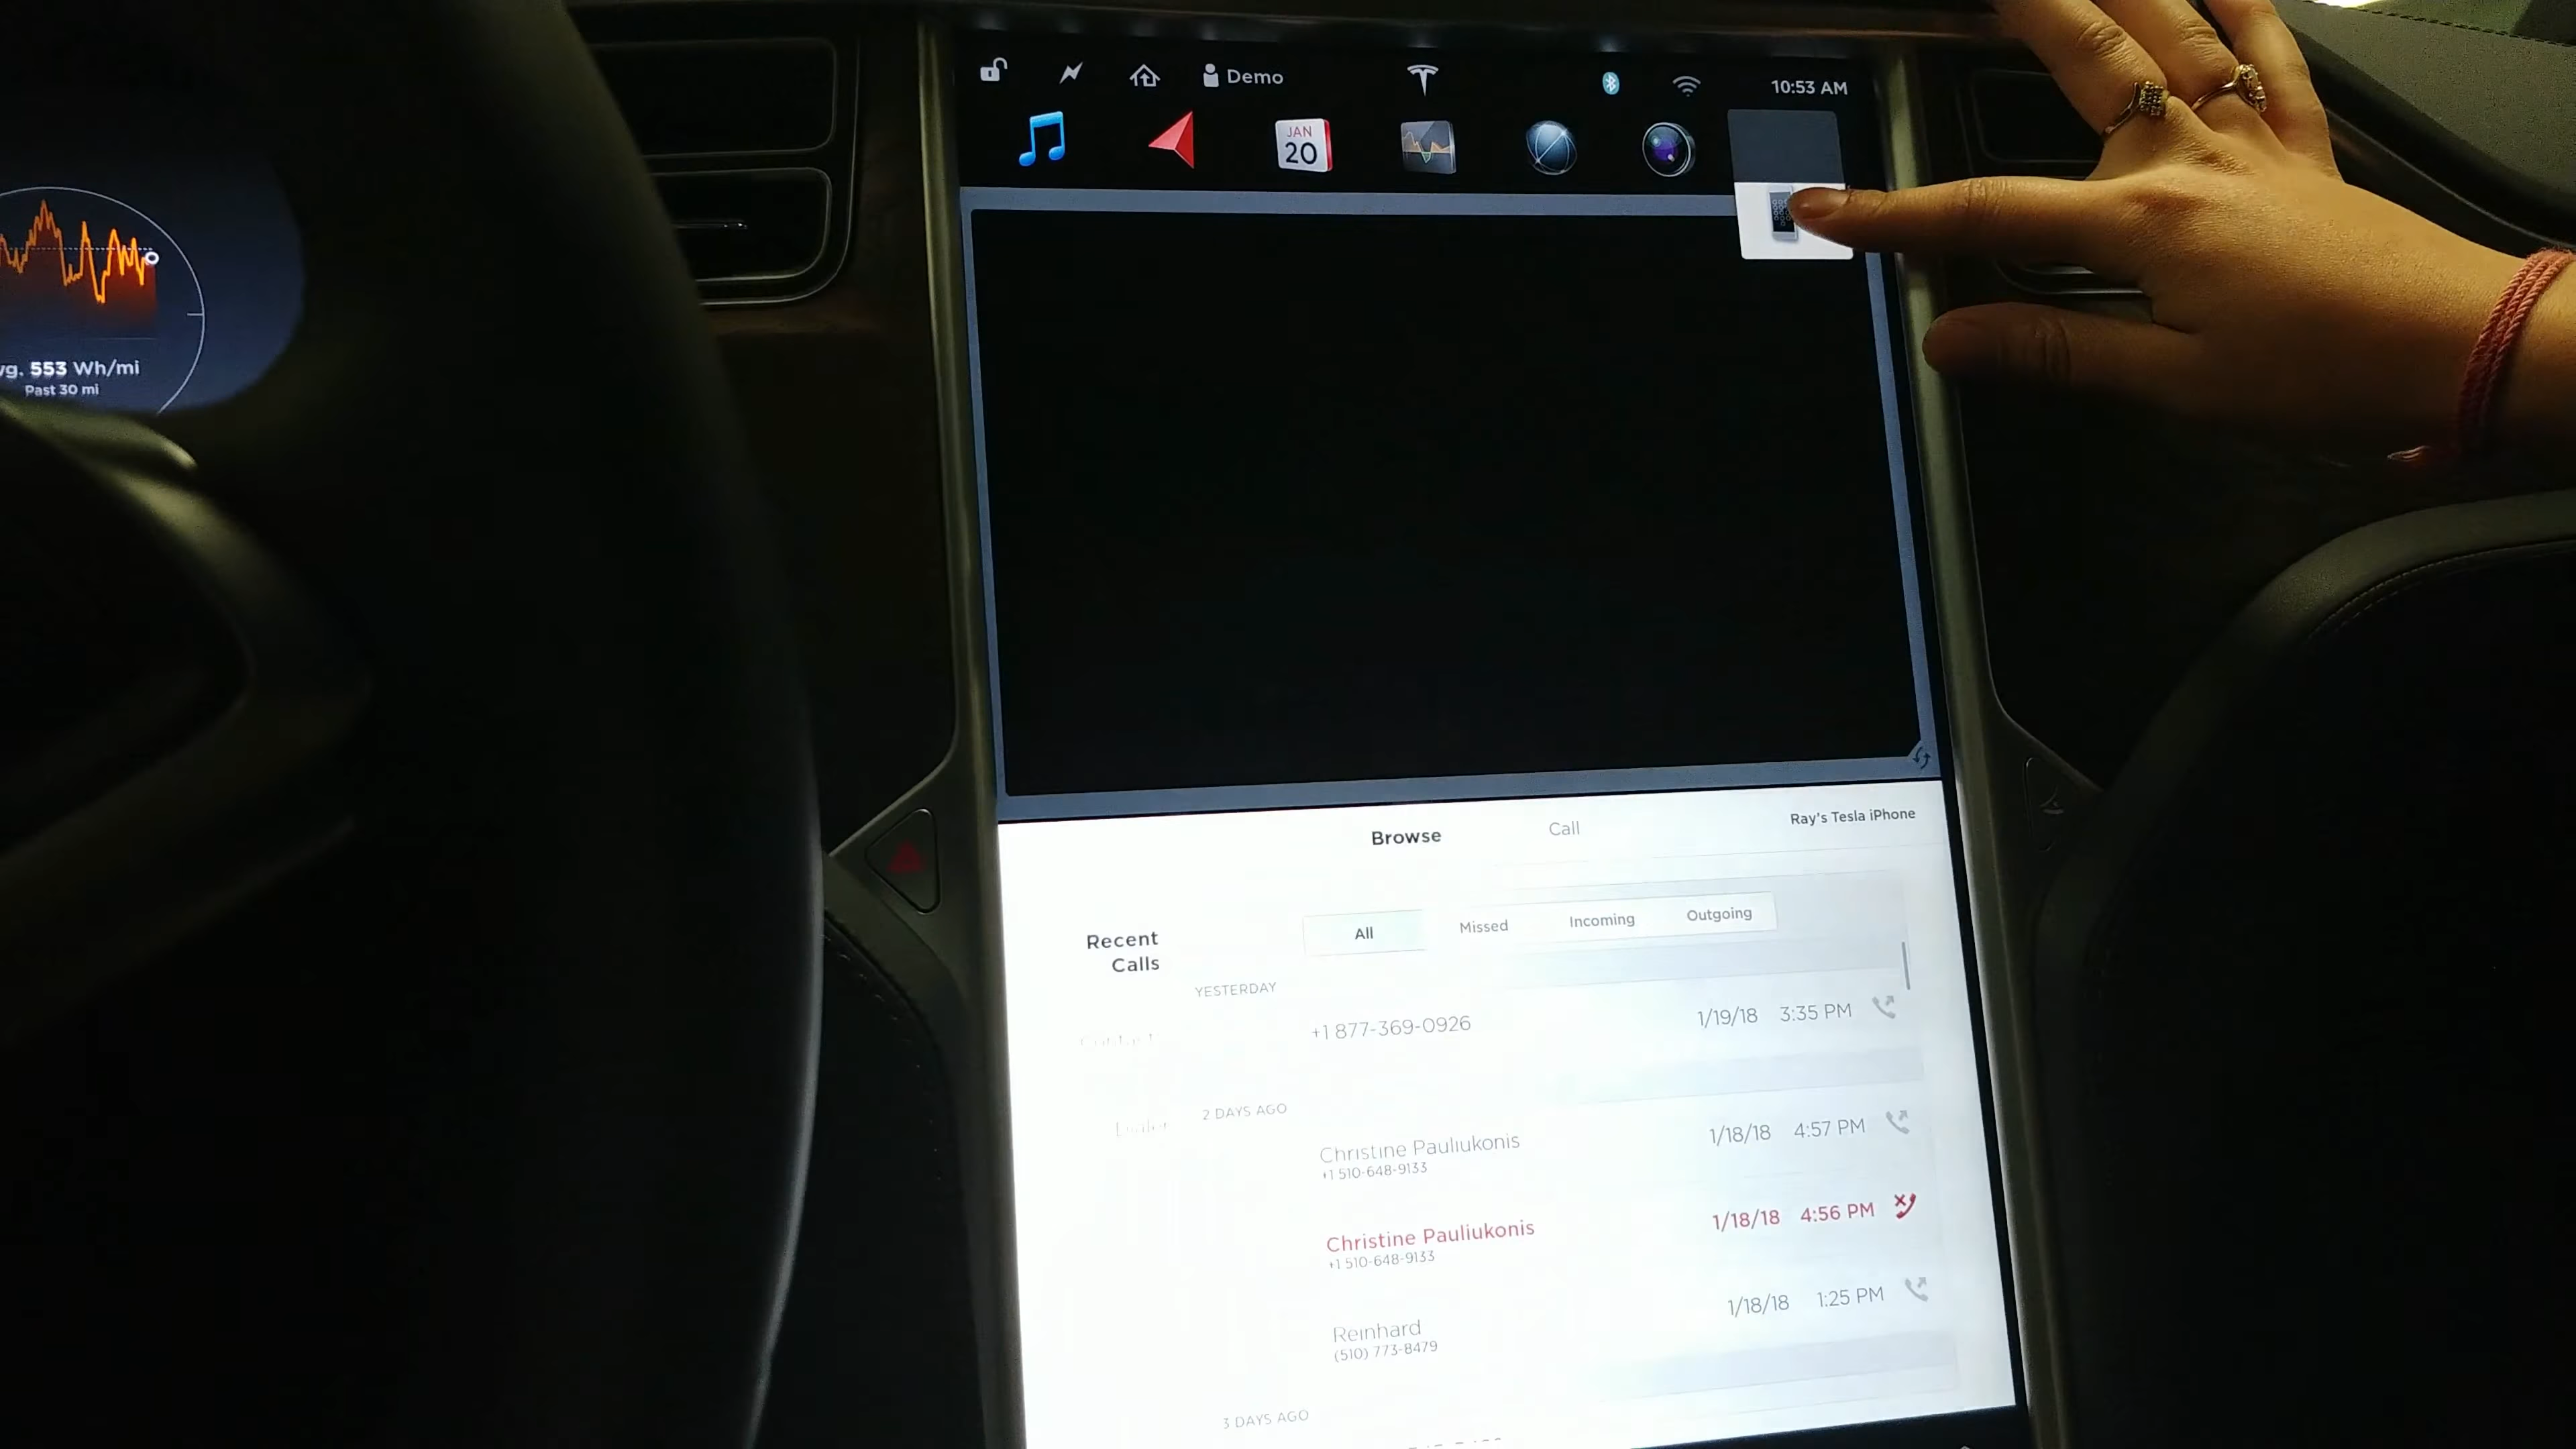 Demo
10:53 AM
JAN
20
553 Wh/mi
Past 30 mi
Browse
Call
Ray's Tesla iPhone
Recent
Calls
All
Missed
Incoming
Outgoing
YESTERDAY
+1 877-369-0926
1/19/18 3:35 PM
2 DAYS AGO
Christine Pauliukonis
1/18/18 4:57 PM
+1 510-648-9133
Christine Pauliukonis
1/18/18 4:56 PM
+1 510-648-9133
Reinhard
1/18/18 1:25 PM
(510) 773-8479
3 DAYS AGO